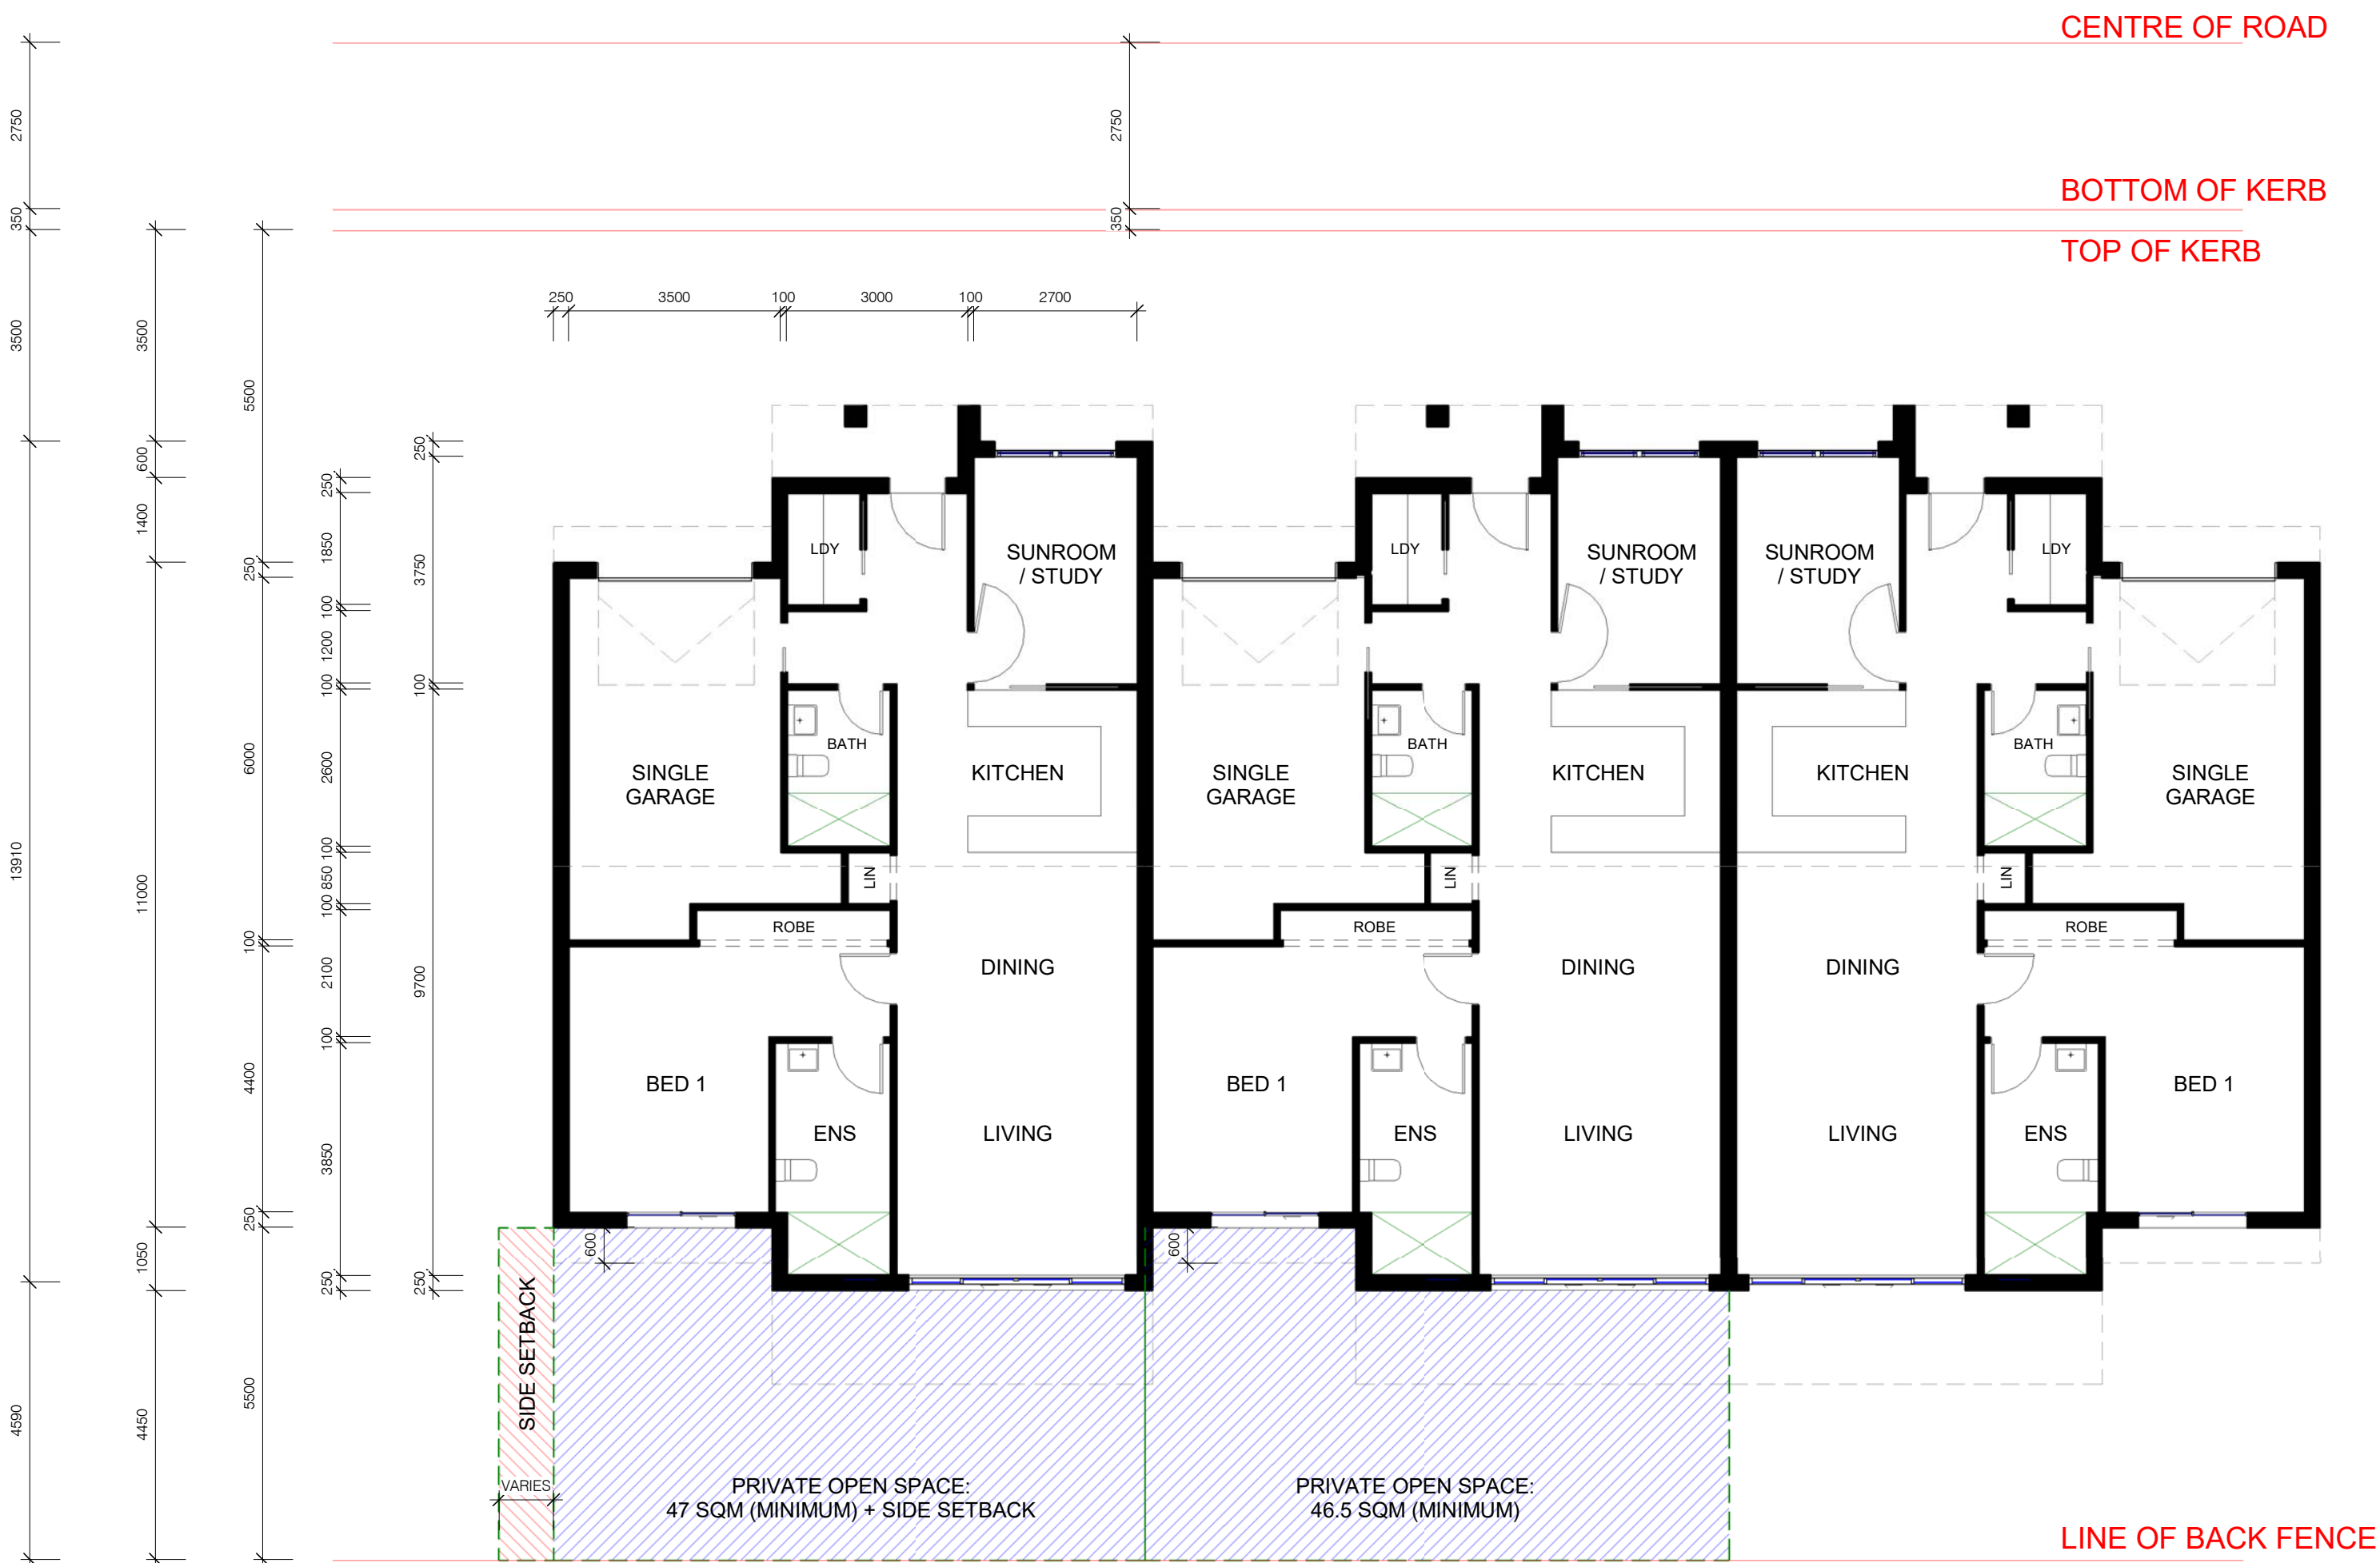 CENTRE OF ROAD
2750
2750
BOTTOM OF KERB
350
350
TOP OF KERB
250 3500 100 3000 100 2700
3500
3500
5500
600
250
250
1400
1850
250
3750
100
1200
100
100
LDY
SUNROOM
/ STUDY
LDY
SUNROOM
/ STUDY
SUNROOM
/ STUDY
LDY
13910
11000
6000
2600
100
850
100
100
2100
9700
100
4400
3850
250
1050
250
250
BATH
KITCHEN
BATH
KITCHEN
KITCHEN
BATH
SINGLE
GARAGE
SINGLE
GARAGE
SINGLE
GARAGE
LIN
LIN
LIN
ROBE
ROBE
ROBE
DINING
DINING
DINING
BED 1
BED 1
BED 1
ENS
LIVING
ENS
LIVING
LIVING
ENS
600
600
4590
4450
5500
SIDE SETBACK
VARIES
PRIVATE OPEN SPACE:
47 SQM (MINIMUM) + SIDE SETBACK
PRIVATE OPEN SPACE:
46.5 SQM (MINIMUM)
LINE OF BACK FENCE